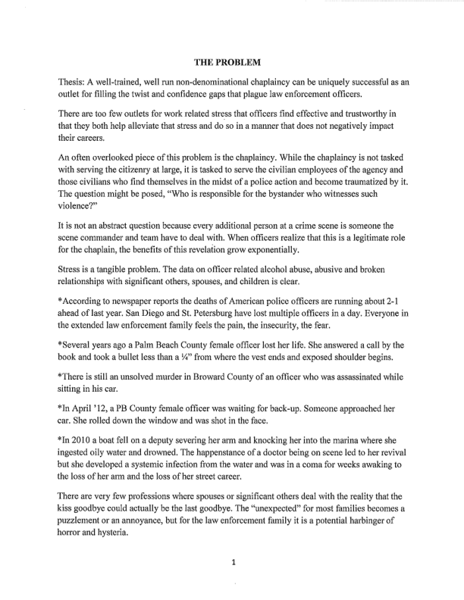 THE PROBLEM
Thesis: A well-trained, well run non-denominational chaplaincy can be uniquely successful as an
outlet for filling the twist and confidence gaps that plague law enforcement officers.
There are too few outlets for work related stress that officers find effective and trustworthy in
that they both help alleviate that stress and do so in a manner that does not negatively impact
their careers.
An often overlooked piece of this problem is the chaplaincy. While the chaplaincy is not tasked
with serving the citizenry at large, it is tasked to serve the civilian employees of the agency and
those civilians who find themselves in the midst of a police action and become traumatized by it.
The question might be posed, “Who is responsible for the bystander who witnesses such
violence?”
It is not an abstract question because every additional person at a crime scene is someone the
scene commander and team have to deal with. When officers realize that this is a legitimate role
for the chaplain, the benefits of this revelation grow exponentially.
Stress is a tangible problem. The data on officer related alcohol abuse, abusive and broken
relationships with significant others, spouses, and children is clear.
*According to newspaper reports the deaths of American police officers are running about 2-1
ahead of last year. San Diego and St. Petersburg have lost multiple officers in a day. Everyone in
the extended law enforcement family feels the pain, the insecurity, the fear.
*Several years ago a Palm Beach County female officer lost her life. She answered a call by the
book and took a bullet less than a ¼” from where the vest ends and exposed shoulder begins.
*There is still an unsolved murder in Broward County of an officer who was assassinated while
sitting in his car.
*In April ’12, a PB County female officer was waiting for back-up. Someone approached her
car. She rolled down the window and was shot in the face.
*In 2010 a boat fell on a deputy severing her arm and knocking her into the marina where she
ingested oily water and drowned. The happenstance of a doctor being on scene led to her revival
but she developed a systemic infection from the water and was in a coma for weeks awaking to
the loss of her arm and the loss of her street career.
There are very few professions where spouses or significant others deal with the reality that the
kiss goodbye could actually be the last goodbye. The “unexpected” for most families becomes a
puzzlement or an annoyance, but for the law enforcement family it is a potential harbinger of
horror and hysteria.
1